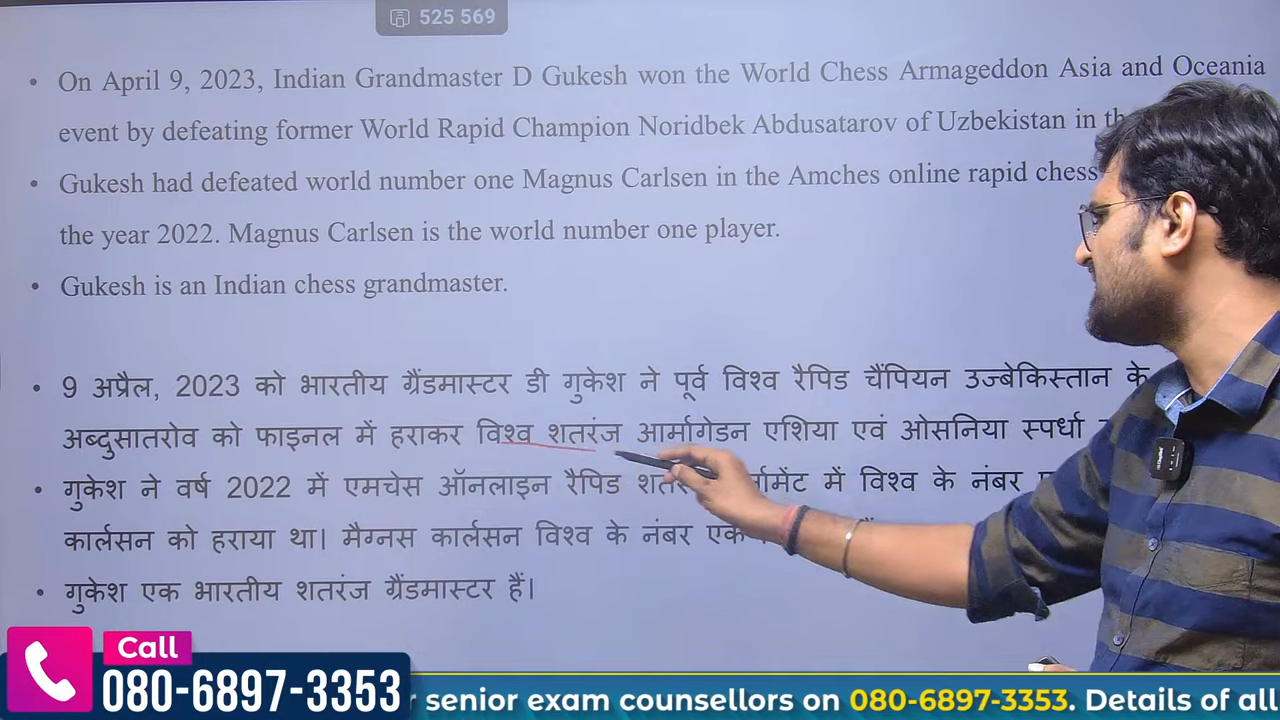 525 569
• On April 9, 2023, Indian Grandmaster D Gukesh won the World Chess Armageddon Asia and Oceania
event by defeating former World Rapid Champion Noridbek Abdusatarov of Uzbekistan in
• Gukesh had defeated world number one Magnus Carlsen in the Amches online rapid chess
the year 2022. Magnus Carlsen is the world number one player.
• Gukesh is an Indian chess grandmaster.
• 9 अप्रैल, 2023 को भारतीय ग्रैंडमास्टर डी गुकेश ने पूर्व विश्व रैपिड चैंपियन उज्बेकिस्तान के
अब्दुसातरोव को फाइनल में हराकर विश्व शतरंज आर्मागेडन एशिया एवं ओसनिया स्पर्धा
• गुकेश ने वर्ष 2022 में एमचेस ऑनलाइन रैपिड में विश्व के नंबर
कार्लसन को हराया था। मैग्नस कार्लसन विश्व के नंबर एक
• गुकेश एक भारतीय शतरंज ग्रैंडमास्टर हैं।
Call
080-6897-3353
senior exam counsellors on 080-6897-3353. Details of all